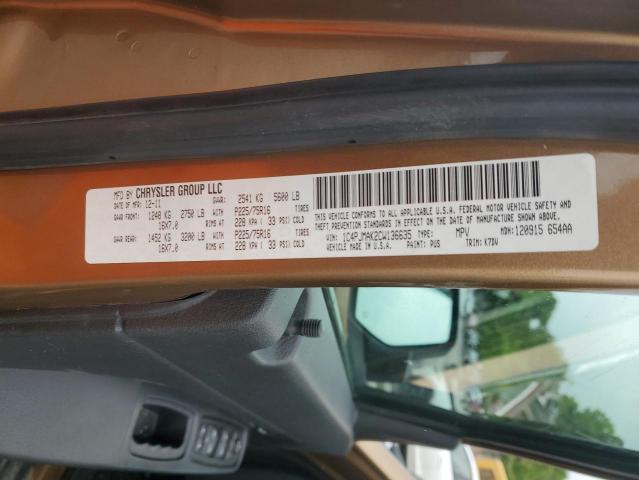 MFD BY CHRYSLER GROUP LLC
DATE OF MFR: 12-11 GVWR: 2541 KG 5600 LB
GAWR FRONT: 1248 KG 2750 LB WITH P225/75R16 TIRES
16X7.0 RIMS AT 228 KPA ( 33 PSI) COLD
GAWR REAR: 1452 KG 3200 LB WITH P225/75R16 TIRES
16X7.0 RIMS AT 228 KPA ( 33 PSI) COLD
THIS VEHICLE CONFORMS TO ALL APPLICABLE U.S.A. FEDERAL MOTOR VEHICLE SAFETY
AND THEFT PREVENTION STANDARDS IN EFFECT ON THE DATE OF MANUFACTURE SHOWN ABOVE.
VIN: 1C4PJMAK2CW136635 TYPE: MPV MDH: 120915 654AA
VEHICLE MADE IN U.S.A. PAINT: PUS TRIM: K7DV